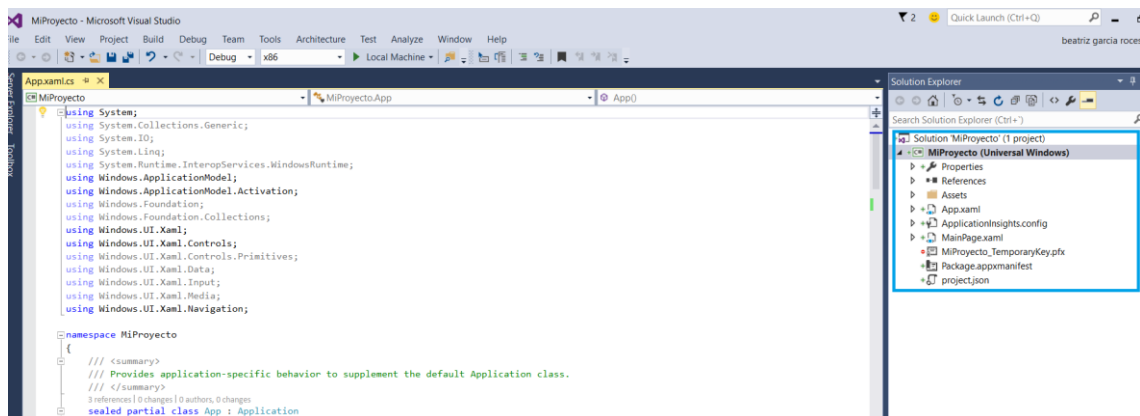 MiProyecto - Microsoft Visual Studio
2
Quick Launch (Ctrl+Q)
File Edit View Project Build Debug Team Tools Architecture Test Analyze Window Help
beatriz garcia roces
Debug x86 Local Machine
App.xaml.cs
MiProyecto MiProyecto.App App()
Server Explorer Toolbox
using System;
using System.Collections.Generic;
using System.IO;
using System.Linq;
using System.Runtime.InteropServices.WindowsRuntime;
using Windows.ApplicationModel;
using Windows.ApplicationModel.Activation;
using Windows.Foundation;
using Windows.Foundation.Collections;
using Windows.UI.Xaml;
using Windows.UI.Xaml.Controls;
using Windows.UI.Xaml.Controls.Primitives;
using Windows.UI.Xaml.Data;
using Windows.UI.Xaml.Input;
using Windows.UI.Xaml.Media;
using Windows.UI.Xaml.Navigation;
namespace MiProyecto
{
/// <summary>
/// Provides application-specific behavior to supplement the default Application class.
/// </summary>
3 references | 0 changes | 0 authors, 0 changes
sealed partial class App : Application
Solution Explorer
Search Solution Explorer (Ctrl+´)
Solution 'MiProyecto' (1 project)
MiProyecto (Universal Windows)
Properties
References
Assets
App.xaml
ApplicationInsights.config
MainPage.xaml
MiProyecto_TemporaryKey.pfx
Package.appxmanifest
project.json